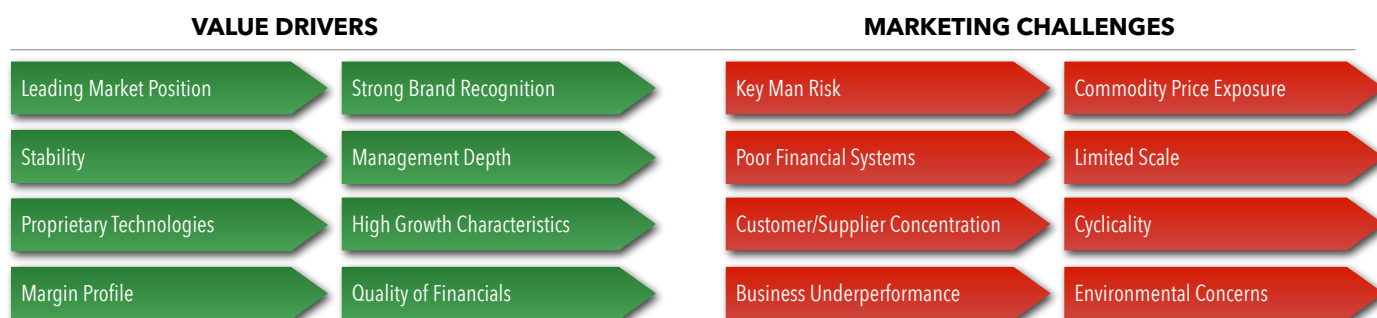 VALUE DRIVERS
MARKETING CHALLENGES
Leading Market Position
Strong Brand Recognition
Key Man Risk
Commodity Price Exposure
Stability
Management Depth
Poor Financial Systems
Limited Scale
Proprietary Technologies
High Growth Characteristics
Customer/Supplier Concentration
Cyclicality
Margin Profile
Quality of Financials
Business Underperformance
Environmental Concerns